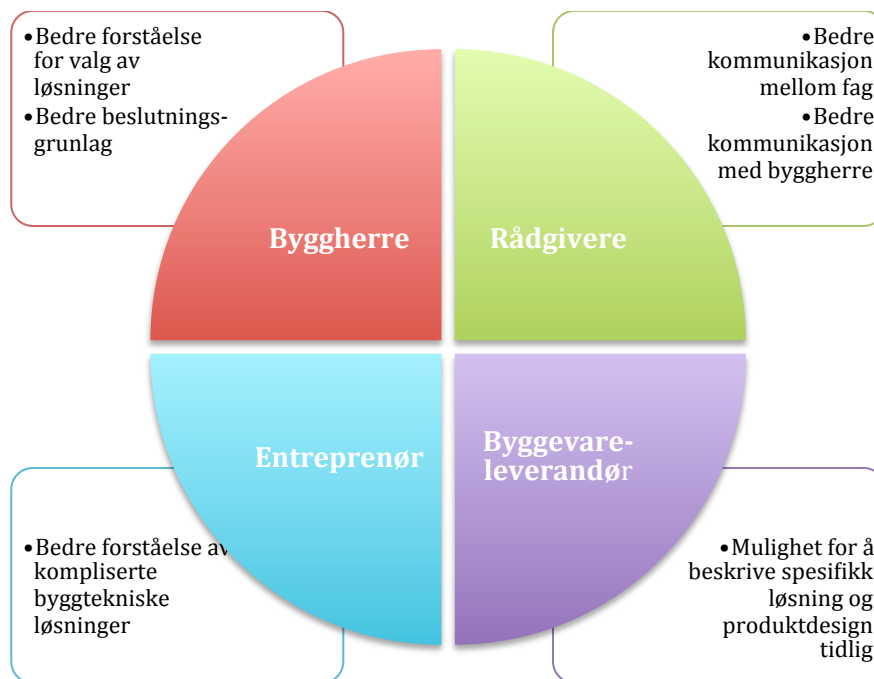 •Bedre forståelse
for valg av
løsninger
•Bedre beslutnings-
grunlag
•Bedre
kommunikasjon
mellom fag
•Bedre
kommunikasjon
med byggherre
Byggherre
Rådgivere
Entreprenør
Byggevare-
leverandør
•Bedre forståelse av
kompliserte
byggtekniske
løsninger
•Mulighet for å
beskrive spesifikk
løsning og
produktdesign
tidlig